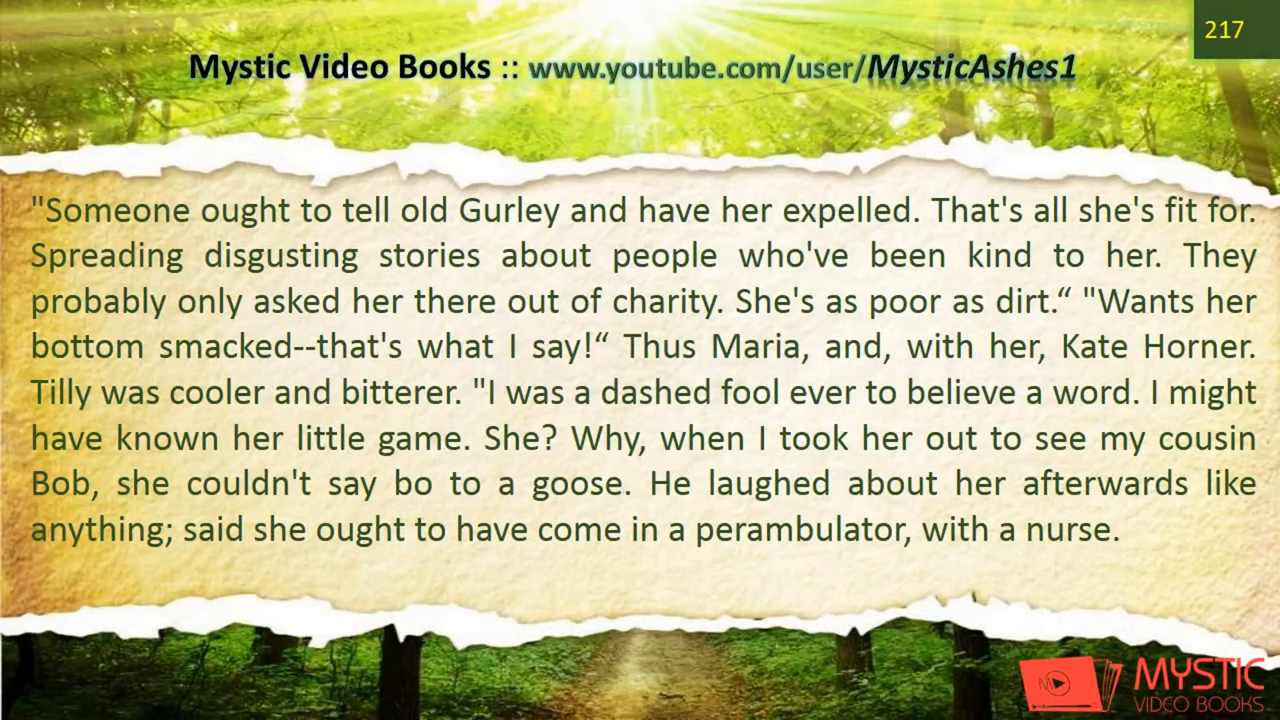 217
Mystic Video Books :: www.youtube.com/user/MysticAshes1
"Someone ought to tell old Gurley and have her expelled. That's all she's fit for.
Spreading disgusting stories about people who've been kind to her. They
probably only asked her there out of charity. She's as poor as dirt.“ "Wants her
bottom smacked--that's what I say!“ Thus Maria, and, with her, Kate Horner.
Tilly was cooler and bitterer. "I was a dashed fool ever to believe a word. I might
have known her little game. She? Why, when I took her out to see my cousin
Bob, she couldn't say bo to a goose. He laughed about her afterwards like
anything; said she ought to have come in a perambulator, with a nurse.
MYSTIC
VIDEO BOOKS